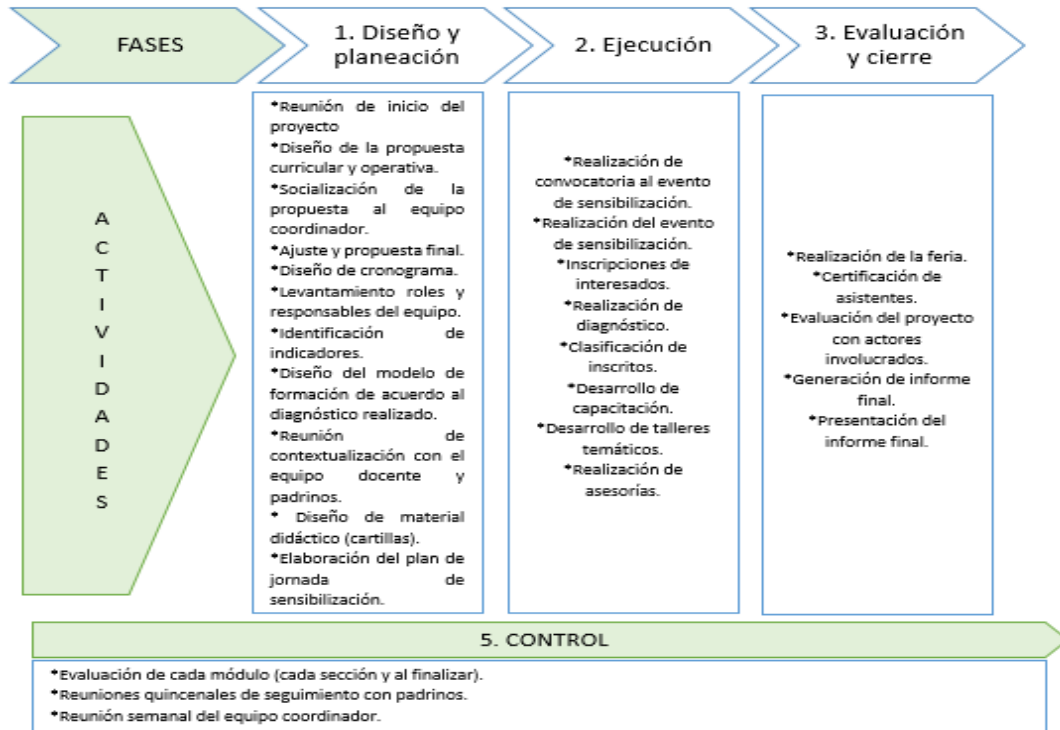 FASES
1. Diseño y
planeación
2. Ejecución
3. Evaluación
y cierre
A
C
T
I
V
I
D
A
D
E
S
*Reunión de inicio del
proyecto
*Diseño de la propuesta
curricular y operativa.
*Socialización de la
propuesta al equipo
coordinador.
*Ajuste y propuesta final.
*Diseño de cronograma.
*Levantamiento roles y
responsables del equipo.
*Identificación de
indicadores.
*Diseño del modelo de
formación de acuerdo al
diagnóstico realizado.
*Reunión de
contextualización con el
equipo docente y
padrinos.
* Diseño de material
didáctico (cartillas).
*Elaboración del plan de
jornada de
sensibilización.
*Realización de
convocatoria al evento
de sensibilización.
*Realización del evento
de sensibilización.
*Inscripciones de
interesados.
*Realización de
diagnóstico.
*Clasificación de
inscritos.
*Desarrollo de
capacitación.
*Desarrollo de talleres
temáticos.
*Realización de
asesorías.
*Realización de la feria.
*Certificación de
asistentes.
*Evaluación del proyecto
con actores
involucrados.
*Generación de informe
final.
*Presentación del
informe final.
5. CONTROL
*Evaluación de cada módulo (cada sección y al finalizar).
*Reuniones quincenales de seguimiento con padrinos.
*Reunión semanal del equipo coordinador.